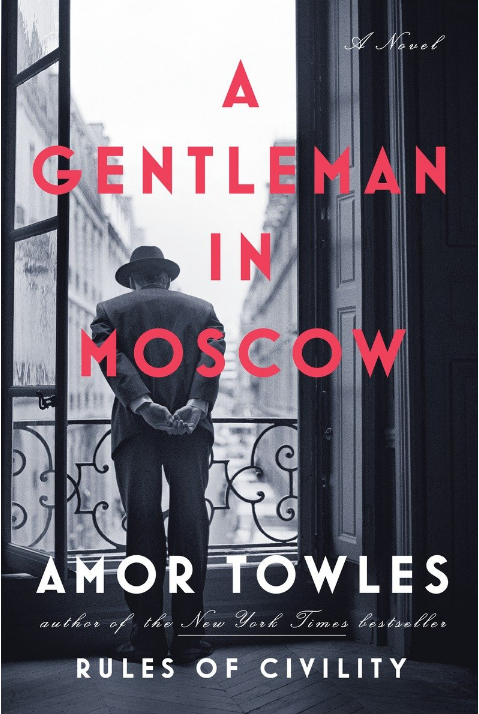 A Novel
A
GENTLEMAN
IN
MOSCOW
AMOR TOWLES
author of the New York Times bestseller
RULES OF CIVILITY